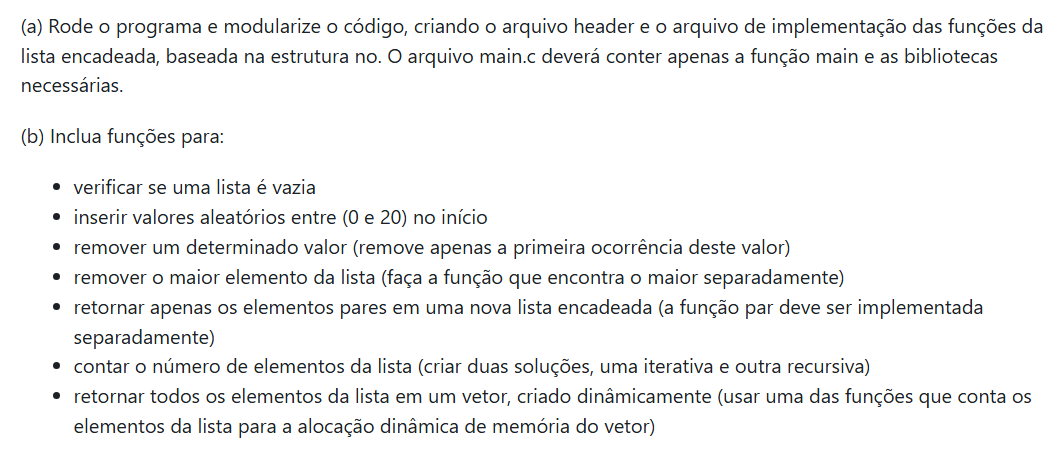 (a) Rode o programa e modularize o código, criando o arquivo header e o arquivo de implementação das funções da
lista encadeada, baseada na estrutura no. O arquivo main.c deverá conter apenas a função main e as bibliotecas
necessárias.
(b) Inclua funções para:
• verificar se uma lista é vazia
• inserir valores aleatórios entre (0 e 20) no início
• remover um determinado valor (remove apenas a primeira ocorrência deste valor)
• remover o maior elemento da lista (faça a função que encontra o maior separadamente)
• retornar apenas os elementos pares em uma nova lista encadeada (a função par deve ser implementada
separadamente)
• contar o número de elementos da lista (criar duas soluções, uma iterativa e outra recursiva)
• retornar todos os elementos da lista em um vetor, criado dinâmicamente (usar uma das funções que conta os
elementos da lista para a alocação dinâmica de memória do vetor)